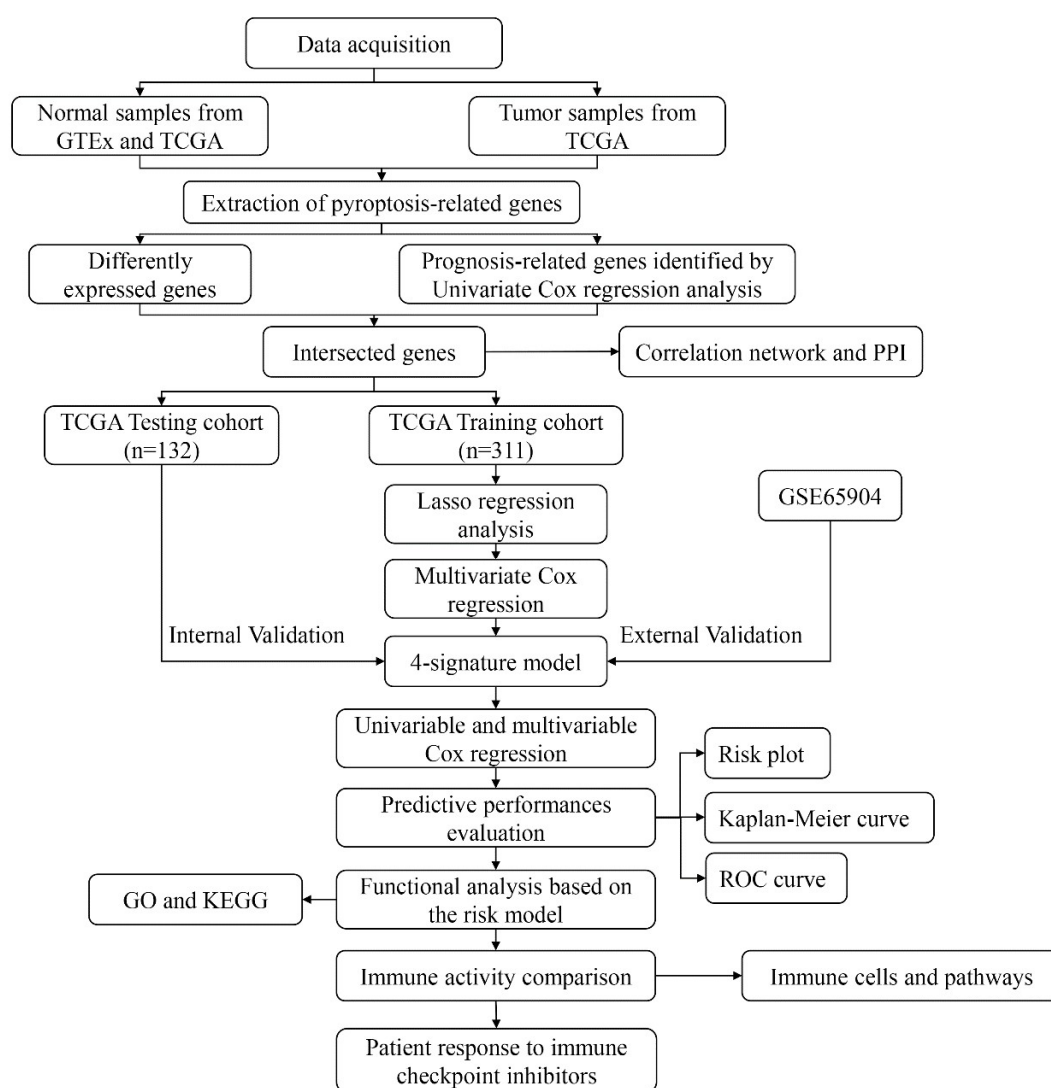 Data acquisition
Normal samples from
GTEx and TCGA
Tumor samples from
TCGA
Extraction of pyroptosis-related genes
Differently
expressed genes
Prognosis-related genes identified by
Univariate Cox regression analysis
Intersected genes
Correlation network and PPI
TCGA Testing cohort
(n=132)
TCGA Training cohort
(n=311)
Lasso regression
analysis
GSE65904
Multivariate Cox
regression
Internal Validation
External Validation
4-signature model
Univariable and multivariable
Cox regression
Risk plot
Predictive performances
evaluation
Kaplan-Meier curve
ROC curve
GO and KEGG
Functional analysis based on
the risk model
Immune activity comparison
Immune cells and pathways
Patient response to immune
checkpoint inhibitors